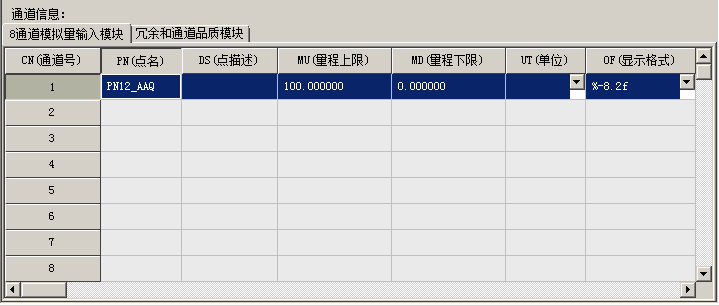 通道信息:
8通道模拟量输入模块 冗余和通道品质模块
CN(通道号) PN(点名) DS(点描述) MU(量程上限) MD(量程下限) UT(单位) OF(显示格式)
1 PN12_AAQ 100.000000 0.000000 %-8.2f
2
3
4
5
6
7
8